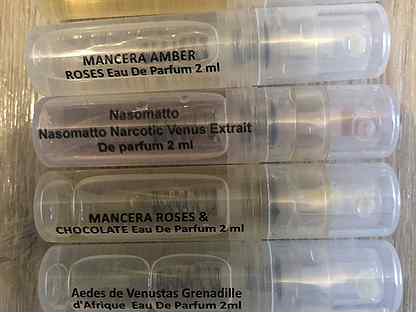 MANCERA AMBER
ROSES Eau De Parfum 2 ml
Nasomatto
Nasomatto Narcotic Venus Extrait
De parfum 2 ml
MANCERA ROSES &
CHOCOLATE Eau De Parfum 2 ml
Aedes de Venustas Grenadille
d'Afrique Eau De Parfum 2ml